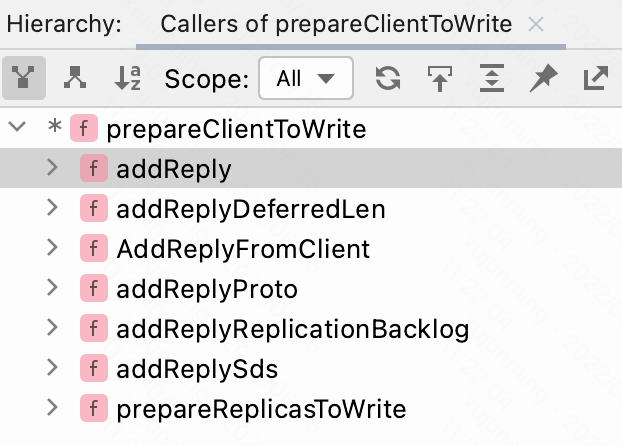 Hierarchy: Callers of prepareClientToWrite
Scope: All
* f prepareClientToWrite
f addReply
f addReplyDeferredLen
f AddReplyFromClient
f addReplyProto
f addReplyReplicationBacklog
f addReplySds
f prepareReplicasToWrite